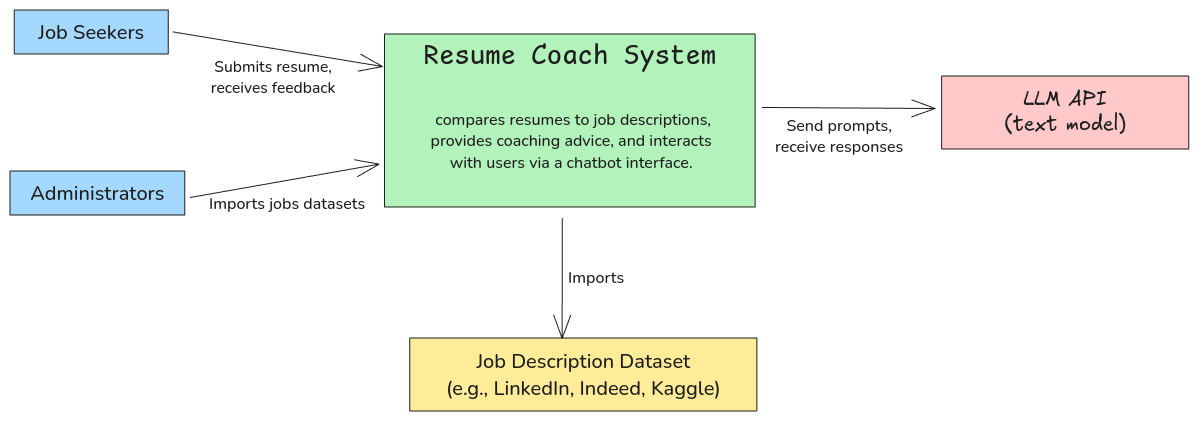 Job Seekers
Submits resume,
receives feedback
Administrators
Imports jobs datasets
Resume Coach System
compares resumes to job descriptions,
provides coaching advice, and interacts
with users via a chatbot interface.
Send prompts,
receive responses
LLM API
(text model)
Imports
Job Description Dataset
(e.g., LinkedIn, Indeed, Kaggle)